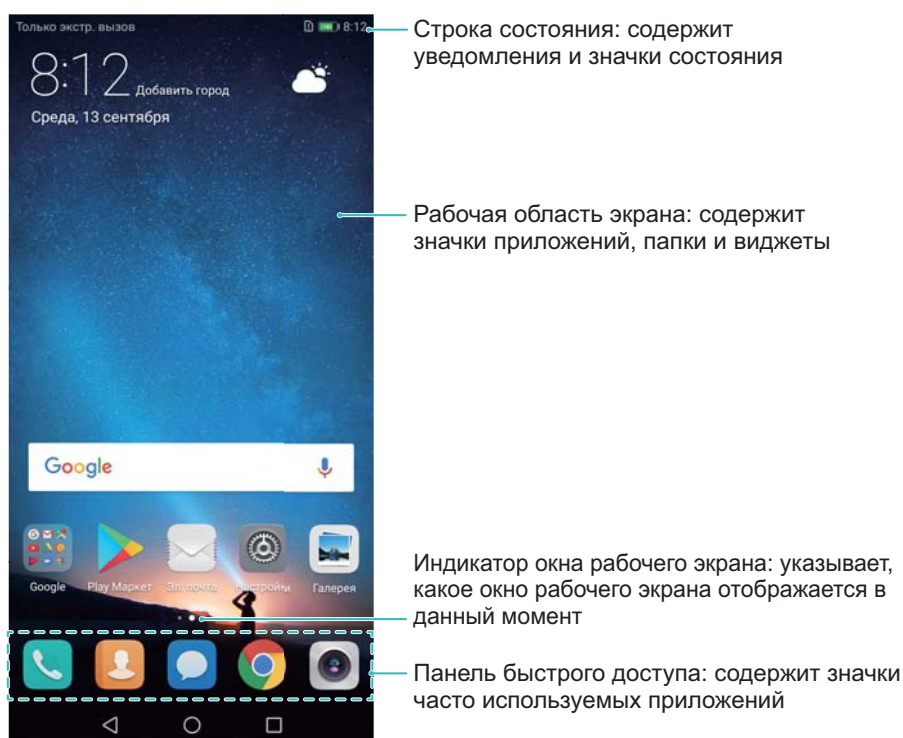 Только экстр. вызов 8:12
Строка состояния: содержит
уведомления и значки состояния
8:12 Добавить город
Среда, 13 сентября
Рабочая область экрана: содержит
значки приложений, папки и виджеты
Google
Google Play Маркет Эл. почта Настройки Галерея
Индикатор окна рабочего экрана: указывает,
какое окно рабочего экрана отображается в
данный момент
Панель быстрого доступа: содержит значки
часто используемых приложений